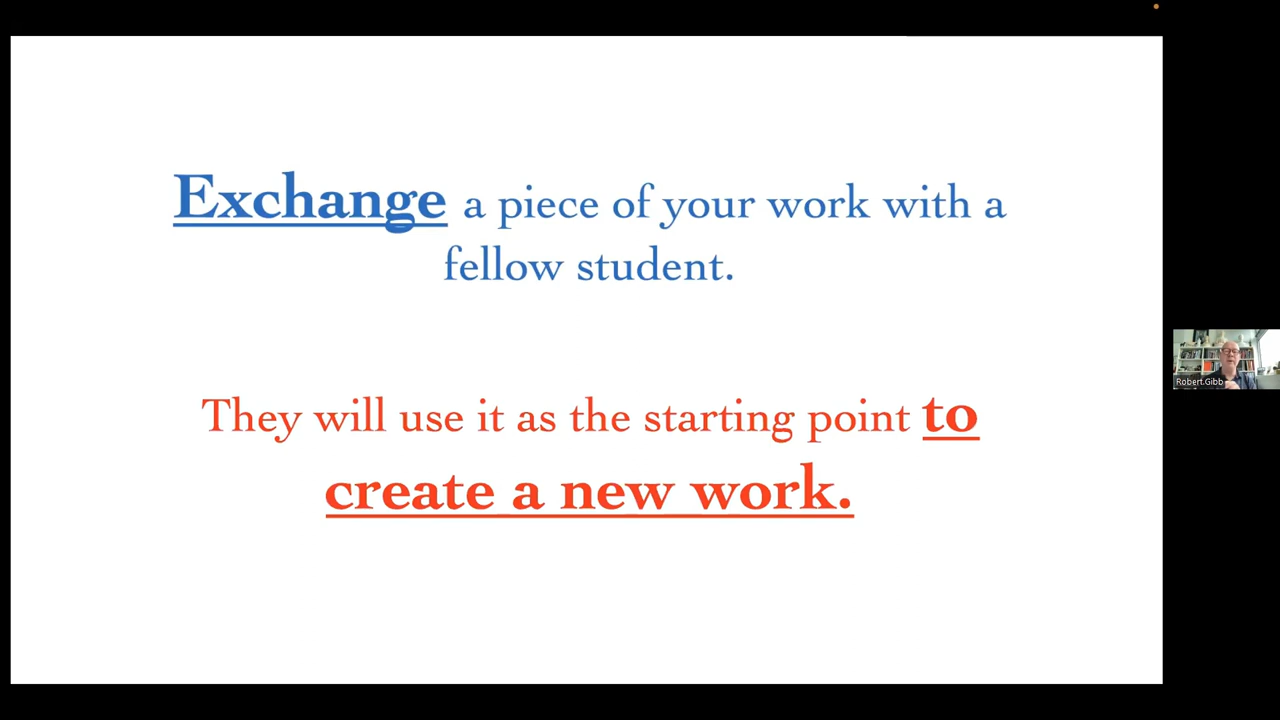 Exchange a piece of your work with a
fellow student.
They will use it as the starting point to
create a new work.
Robert.Gibb